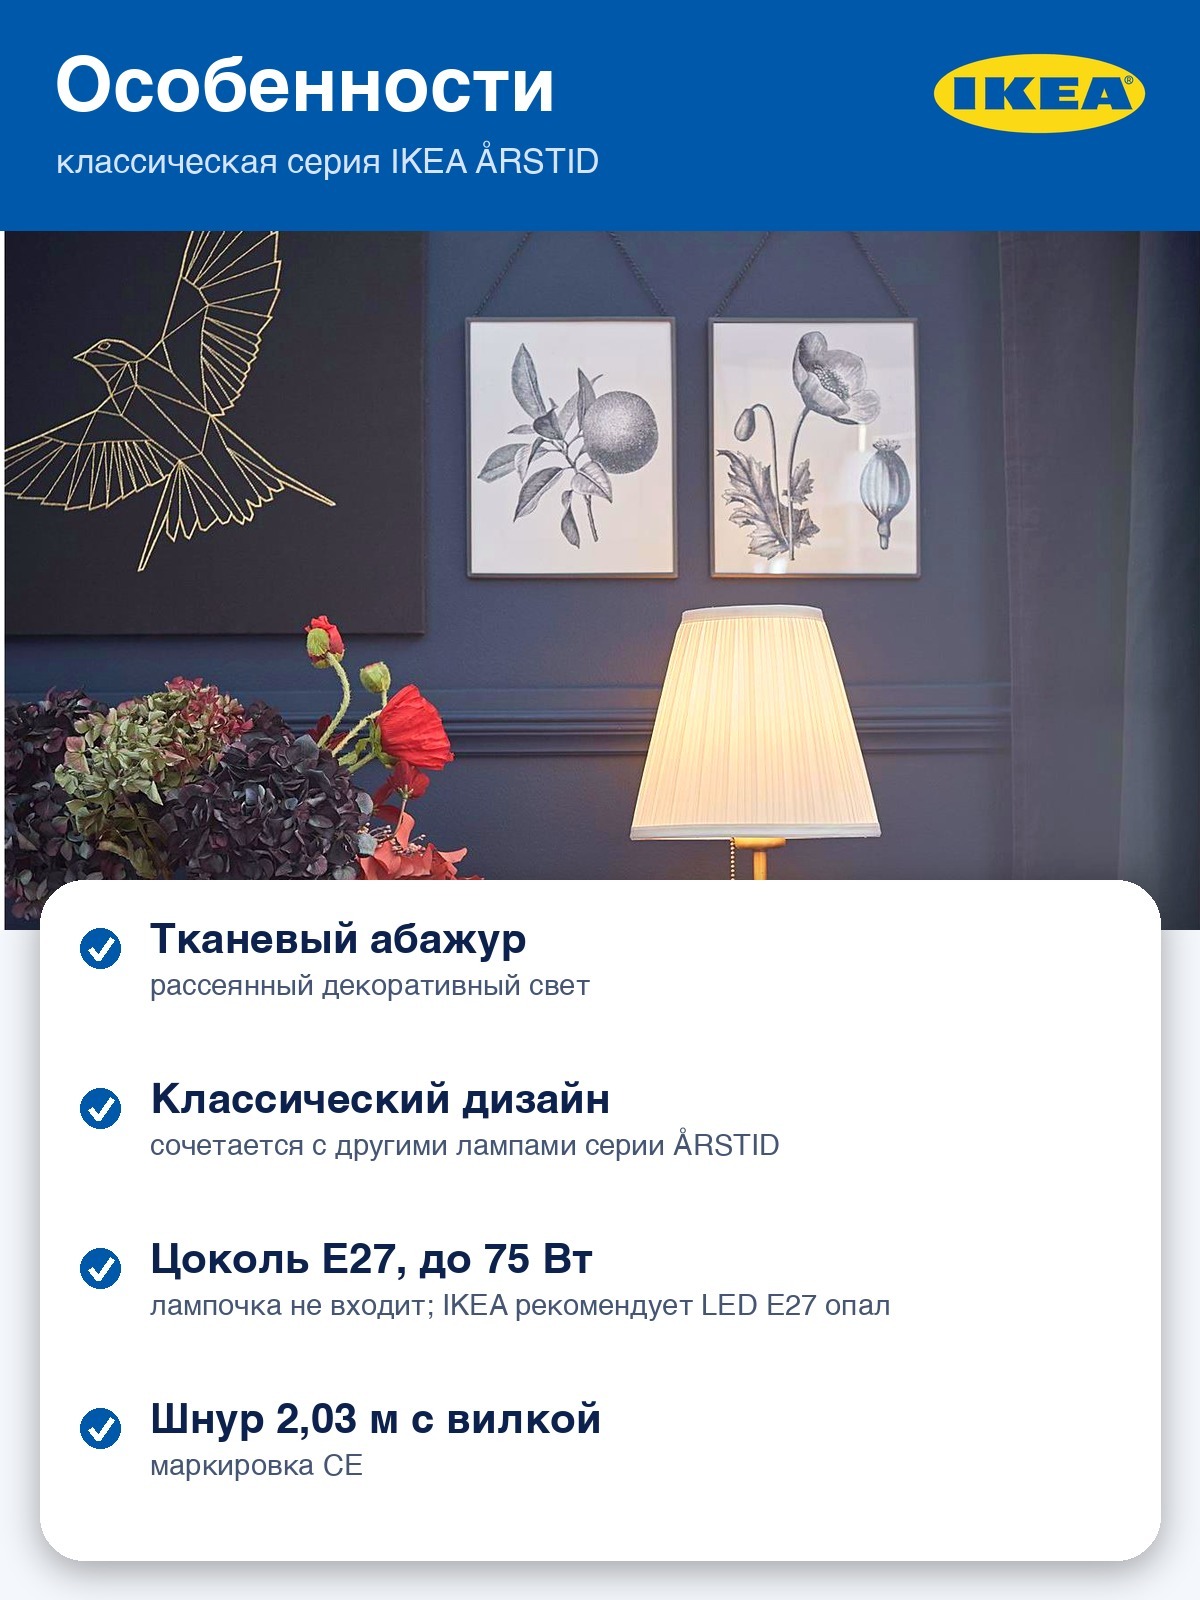 Особенности
классическая серия IKEA ÅRSTID
IKEA®
Тканевый абажур
рассеянный декоративный свет
Классический дизайн
сочетается с другими лампами серии ÅRSTID
Цоколь E27, до 75 Вт
лампочка не входит; IKEA рекомендует LED E27 опал
Шнур 2,03 м с вилкой
маркировка CE